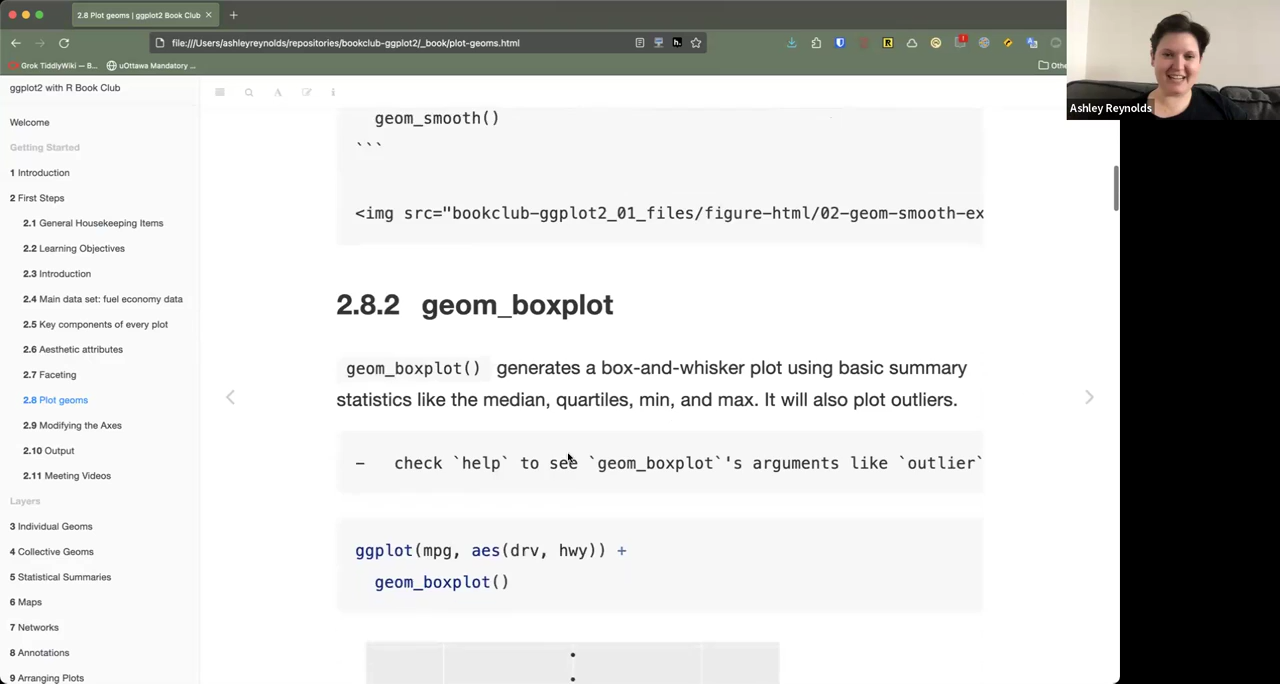 2.8 Plot geoms | ggplot2 Book Club
file:///Users/ashleyreynolds/repositories/bookclub-ggplot2/_book/plot-geoms.html
Grok TiddlyWiki — B...
uOttawa Mandatory ...
Othe
Ashley Reynolds
ggplot2 with R Book Club
Welcome
Getting Started
1 Introduction
2 First Steps
2.1 General Housekeeping Items
2.2 Learning Objectives
2.3 Introduction
2.4 Main data set: fuel economy data
2.5 Key components of every plot
2.6 Aesthetic attributes
2.7 Faceting
2.8 Plot geoms
2.9 Modifying the Axes
2.10 Output
2.11 Meeting Videos
Layers
3 Individual Geoms
4 Collective Geoms
5 Statistical Summaries
6 Maps
7 Networks
8 Annotations
9 Arranging Plots
geom_smooth()
```
<img src="bookclub-ggplot2_01_files/figure-html/02-geom-smooth-ex
2.8.2 geom_boxplot
geom_boxplot() generates a box-and-whisker plot using basic summary
statistics like the median, quartiles, min, and max. It will also plot outliers.
- check `help` to see `geom_boxplot`'s arguments like `outlier`
ggplot(mpg, aes(drv, hwy)) +
geom_boxplot()